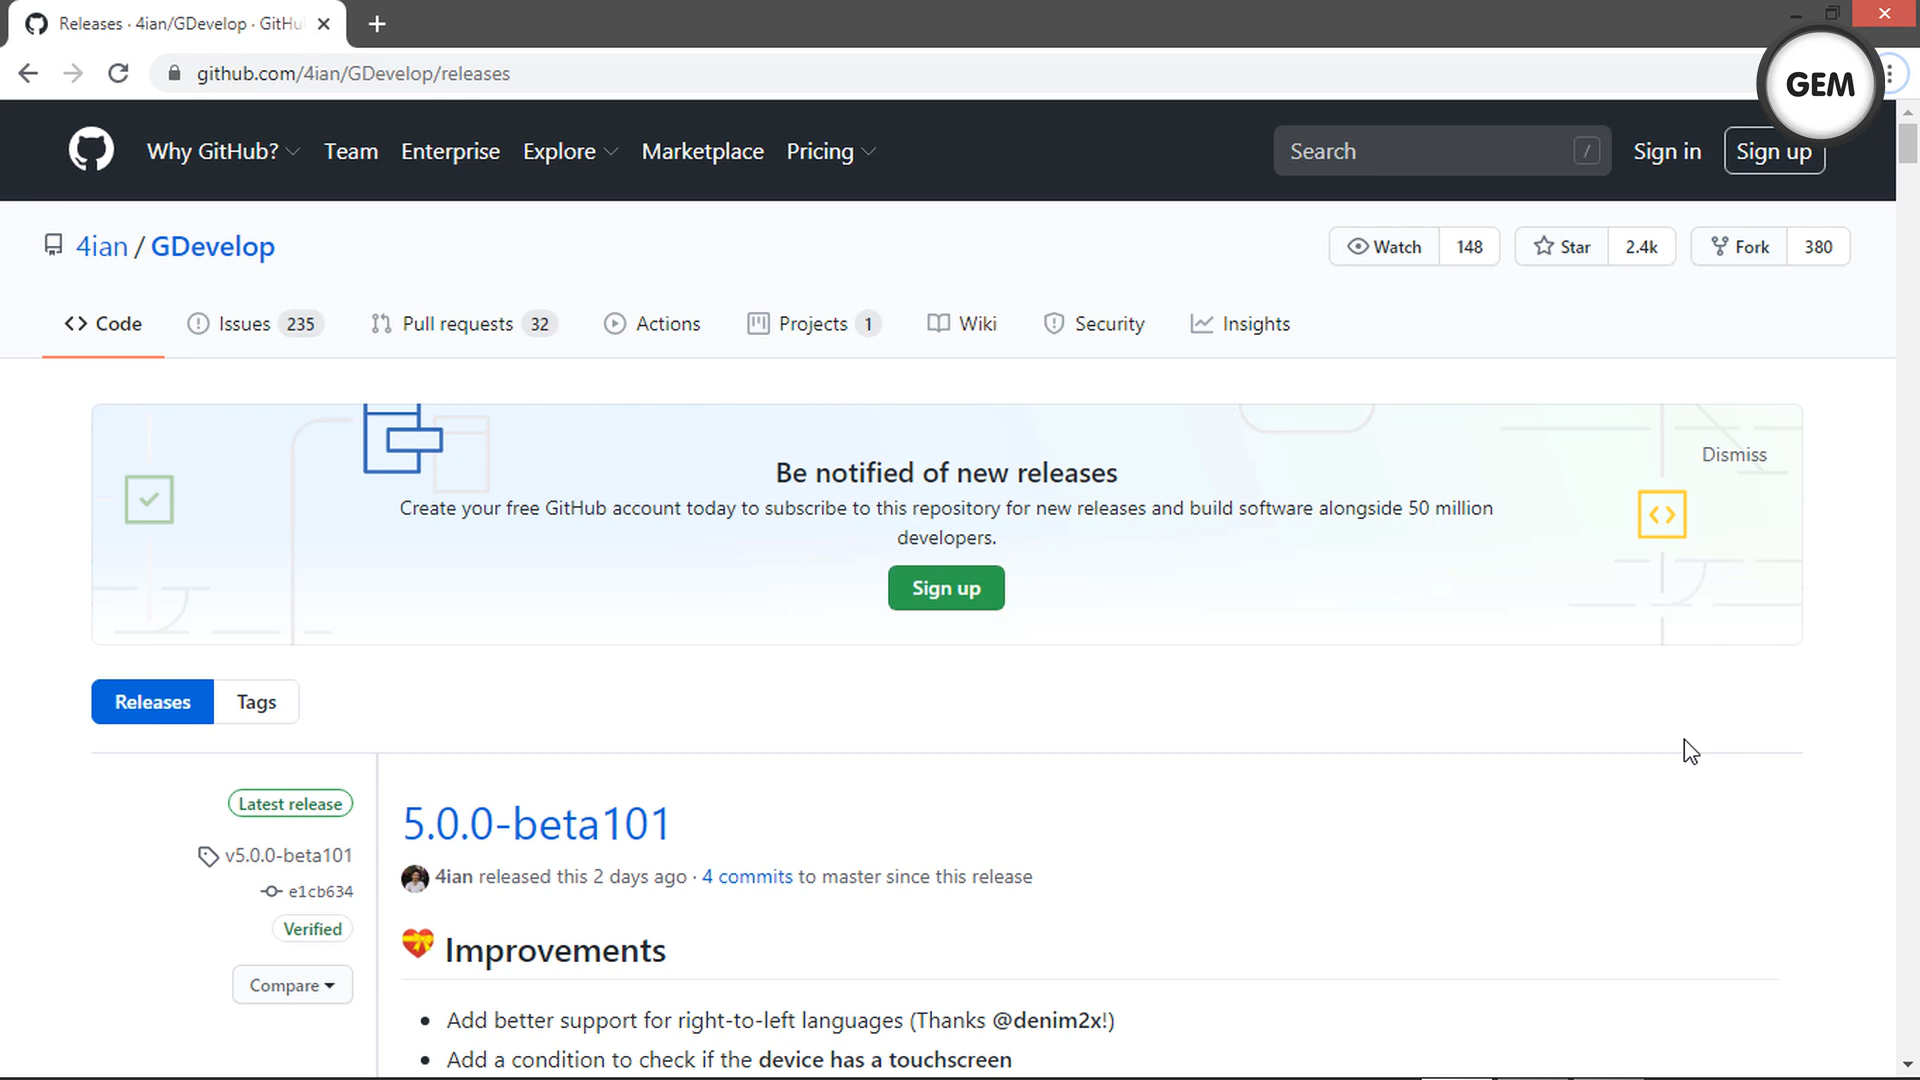 Releases · 4ian/GDevelop · GitHu
github.com/4ian/GDevelop/releases
GEM
Why GitHub? Team Enterprise Explore Marketplace Pricing Search / Sign in Sign up
4ian / GDevelop
Watch 148 Star 2.4k Fork 380
Code Issues 235 Pull requests 32 Actions Projects 1 Wiki Security Insights
Dismiss
Be notified of new releases
Create your free GitHub account today to subscribe to this repository for new releases and build software alongside 50 million
developers.
Sign up
Releases Tags
Latest release
v5.0.0-beta101
e1cb634
Verified
Compare
5.0.0-beta101
4ian released this 2 days ago · 4 commits to master since this release
Improvements
• Add better support for right-to-left languages (Thanks @denim2x!)
• Add a condition to check if the device has a touchscreen